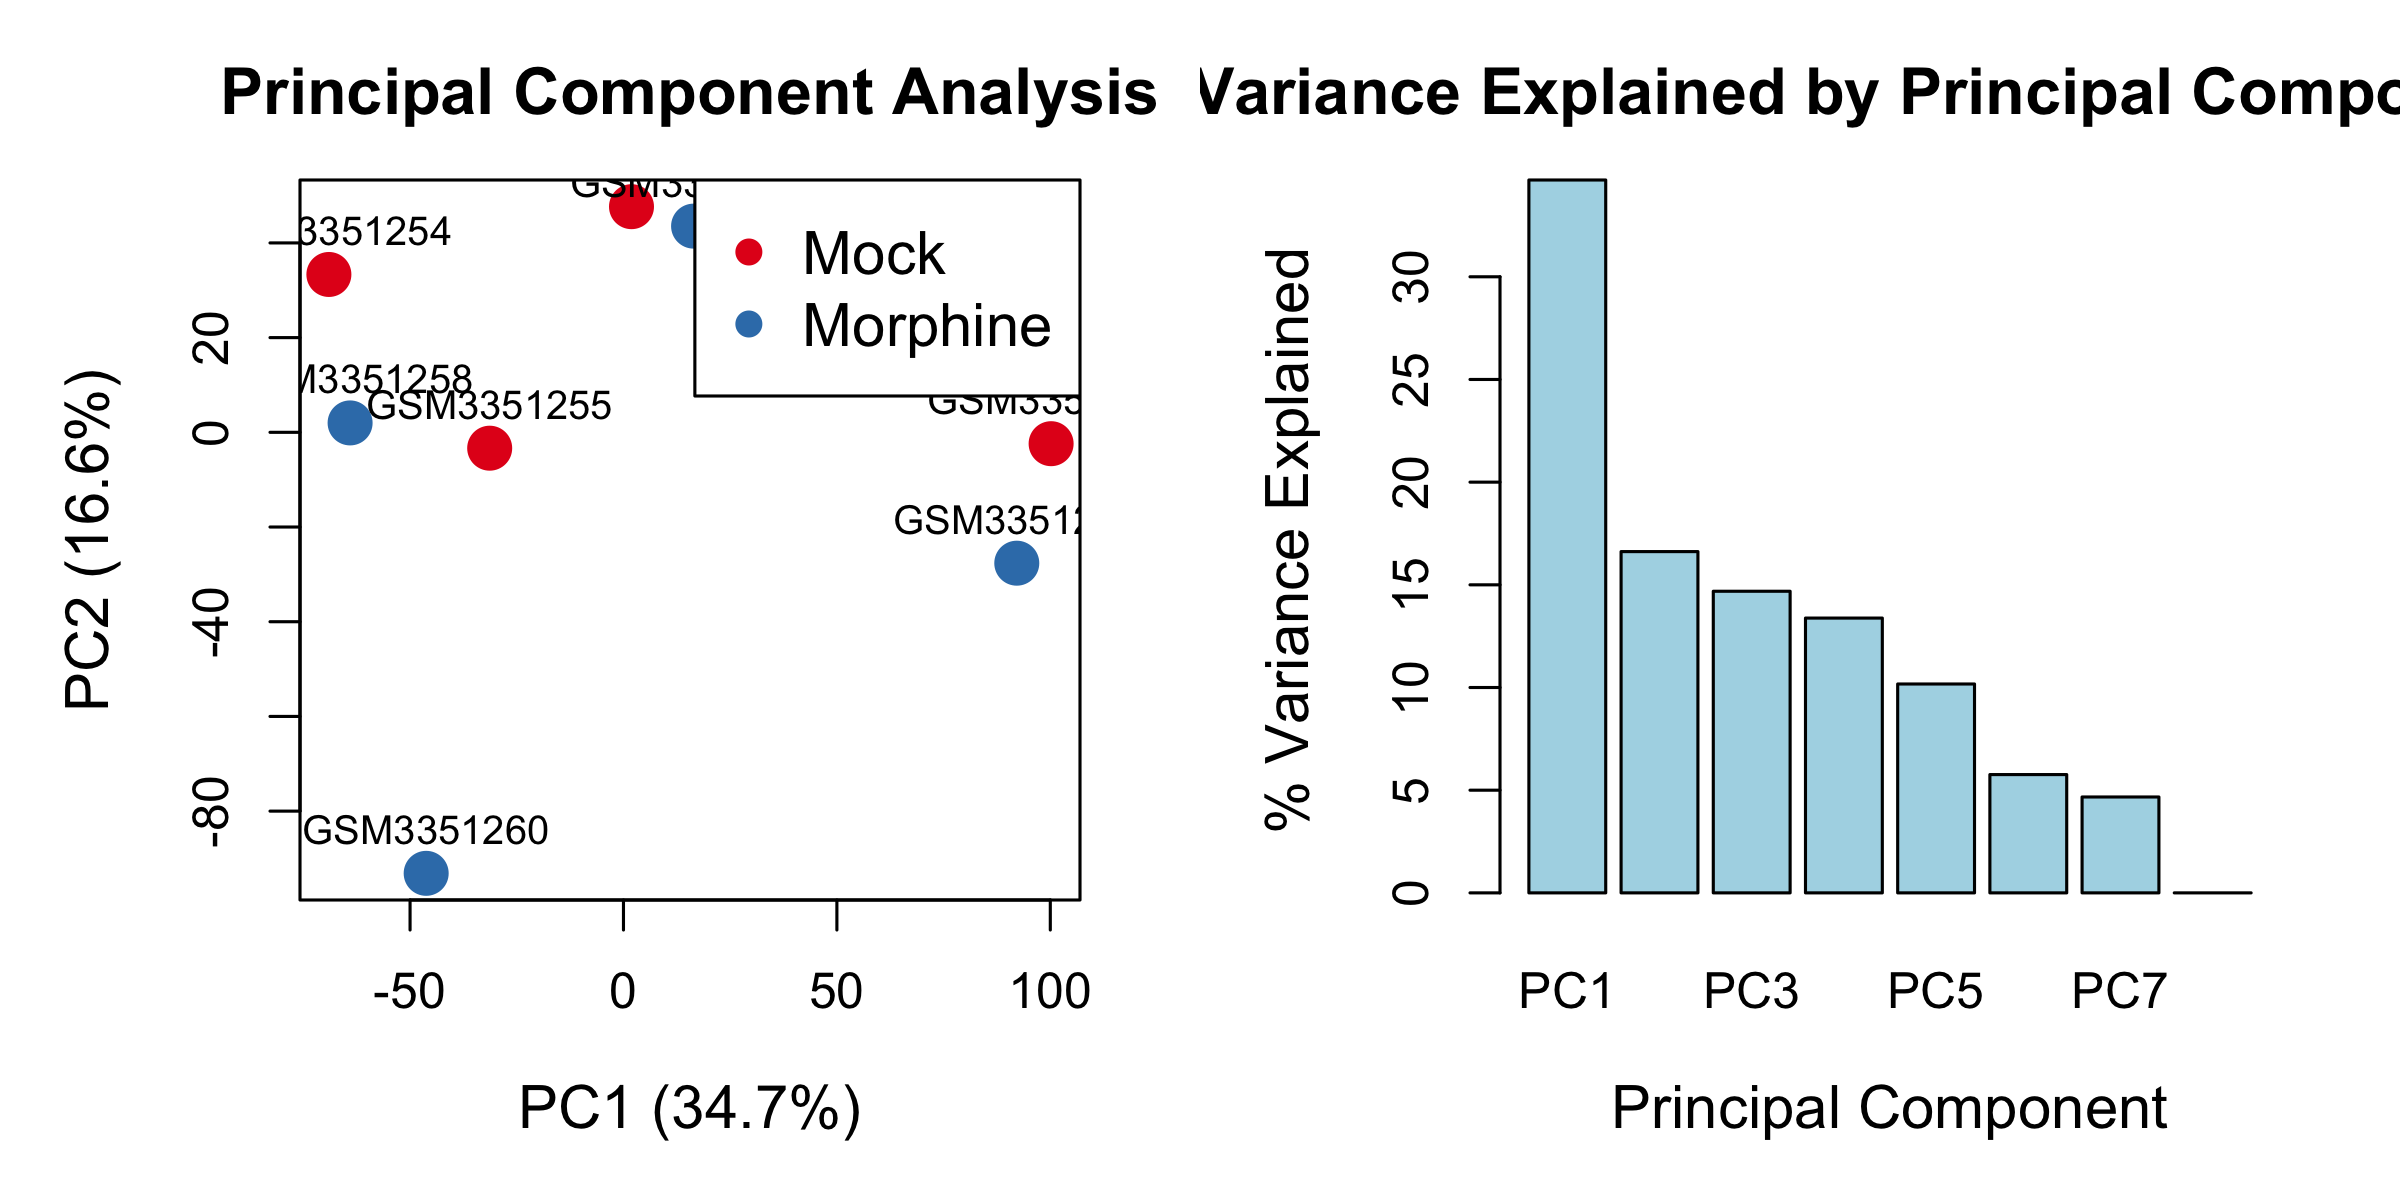 Principal Component Analysis
Variance Explained by Principal Compo
GSM33
3351254
Mock
Morphine
M3351258
GSM3351255
GSM335
GSM33512
GSM3351260
20
0
-40
-80
-50 0 50 100
PC2 (16.6%)
PC1 (34.7%)
% Variance Explained
30
25
20
15
10
5
0
PC1 PC3 PC5 PC7
Principal Component